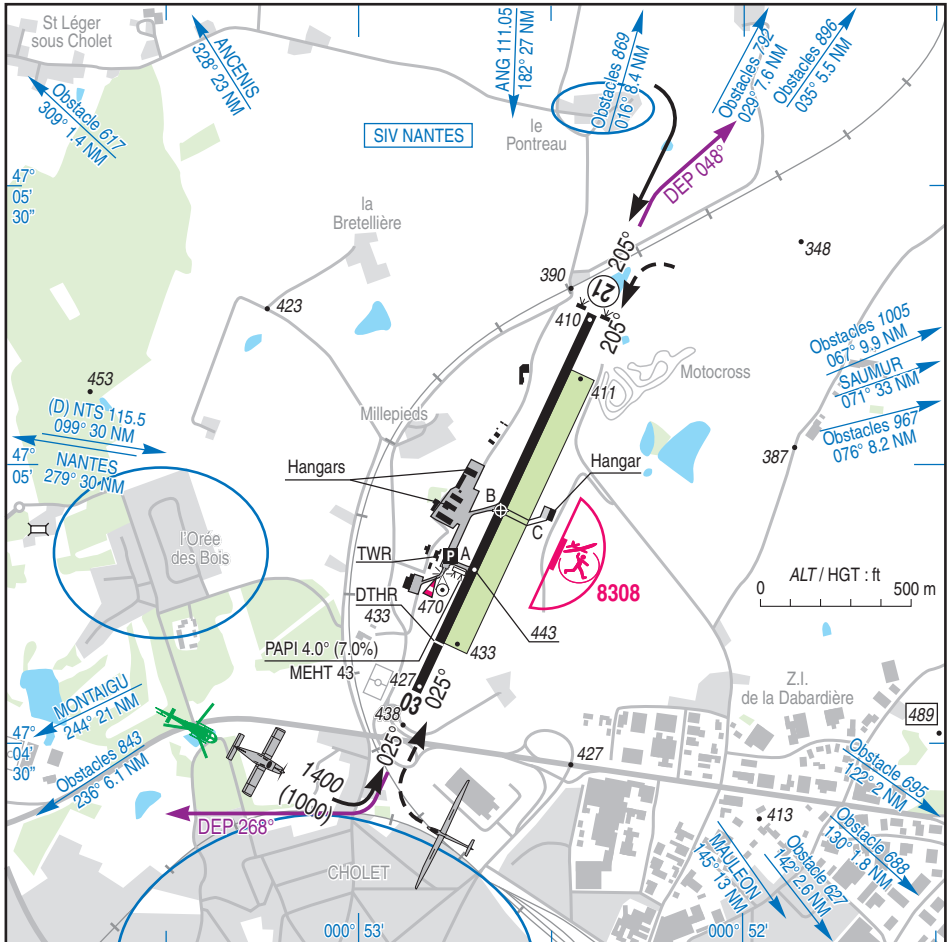 St Léger
sous Cholet
ANCENIS
328° 23 NM
Obstacle 617
309° 1.4 NM
SIV NANTES
ANG 111.05
182° 27 NM
Obstacles 869
016° 8.4 NM
Obstacles 792
029° 7.6 NM
Obstacles 896
035° 5.5 NM
le
Pontreau
47°
05'
30"
la
Bretellière
DEP 048°
205°
348
390
423
21
410
205°
Obstacles 1005
067° 9.9 NM
SAUMUR
071° 33 NM
Obstacles 967
076° 8.2 NM
Motocross
411
453
(D) NTS 115.5
099° 30 NM
NANTES
279° 30 NM
47°
05'
Millepieds
387
Hangars
Hangar
B
C
l'Orée
des Bois
TWR
P
A
8308
ALT / HGT : ft
0
500 m
DTHR
433
470
443
PAPI 4.0° (7.0%)
MEHT 43
433
427
03
025°
438
Z.I.
de la Dabardière
489
MONTAIGU
244° 21 NM
47°
04'
30"
Obstacles 843
236° 6.1 NM
025°
427
1400
(1000)
DEP 268°
Obstacle 695
122° 2 NM
413
Obstacle 688
130° 1.8 NM
Obstacle 627
142° 2.6 NM
MAULEON
145° 13 NM
CHOLET
000° 53'
000° 52'